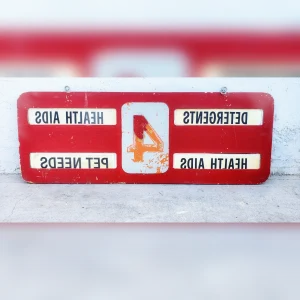 HEALTH AIDS
PET NEEDS
4
DETERGENTS
HEALTH AIDS